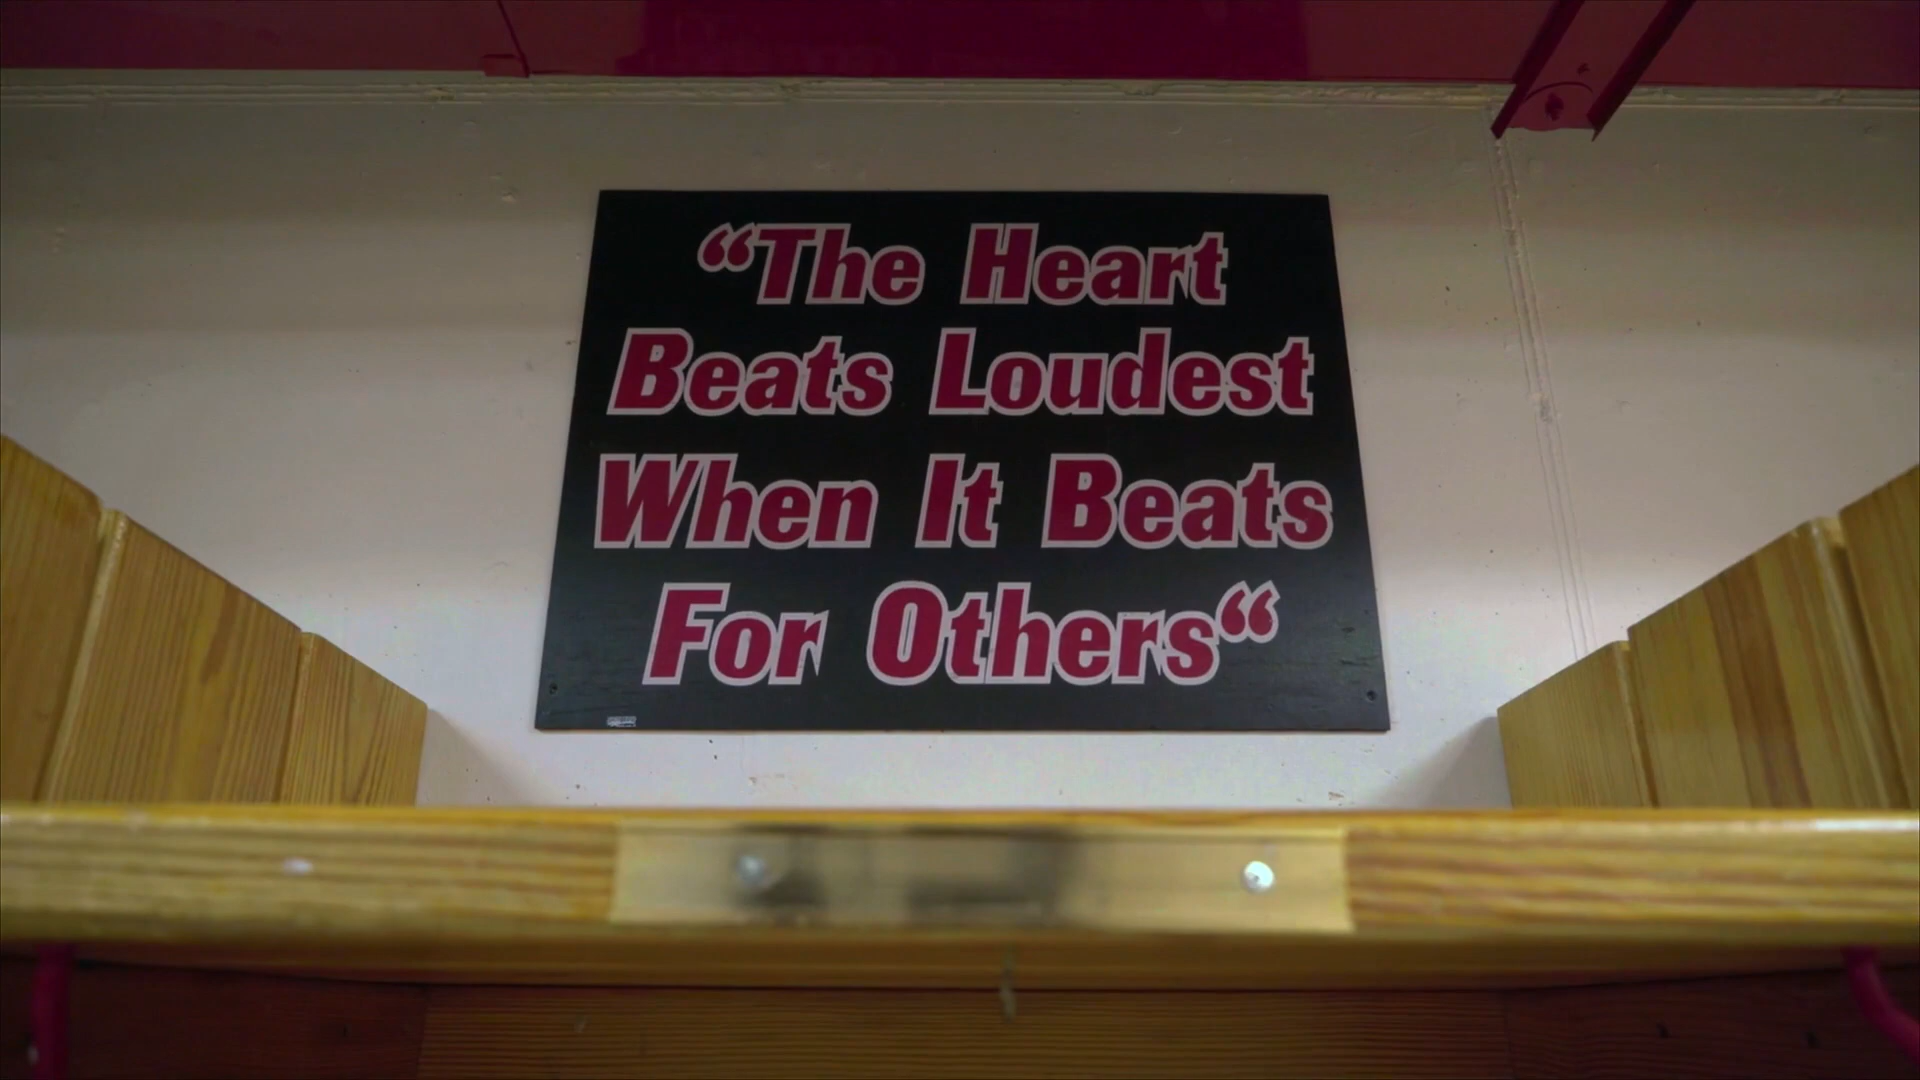 “The Heart
Beats Loudest
When It Beats
For Others“